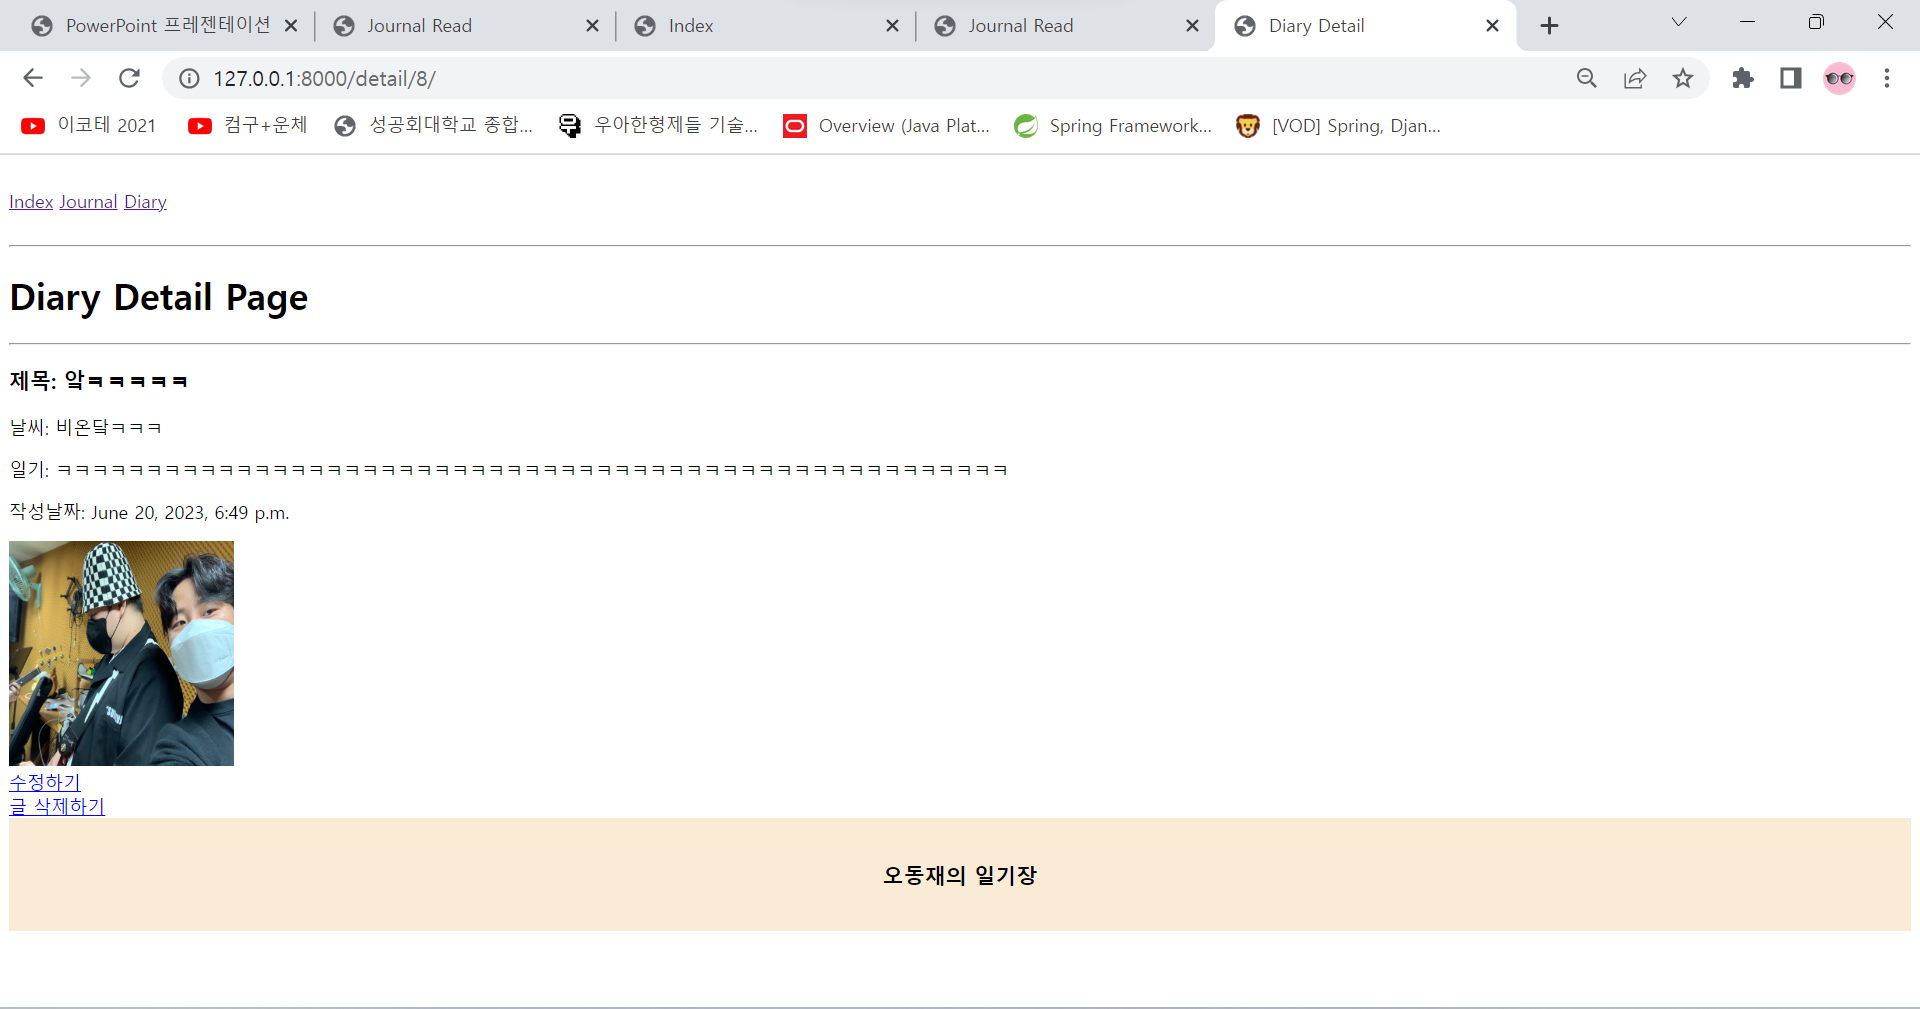 PowerPoint 프레젠테이션
Journal Read
Index
Journal Read
Diary Detail
127.0.0.1:8000/detail/8/
이코테 2021
컴구+운체
성공회대학교 종합...
우아한형제들 기술...
Overview (Java Plat...
Spring Framework...
[VOD] Spring, Djan...
Index Journal Diary
Diary Detail Page
제목: 앜ㅋㅋㅋㅋㅋ
날씨: 비온닼ㅋㅋㅋ
일기: ㅋㅋㅋㅋㅋㅋㅋㅋㅋㅋㅋㅋㅋㅋㅋㅋㅋㅋㅋㅋㅋㅋㅋㅋㅋㅋㅋㅋㅋㅋㅋㅋㅋㅋㅋㅋㅋㅋㅋㅋㅋㅋㅋㅋㅋㅋㅋㅋㅋㅋㅋㅋㅋ
작성날짜: June 20, 2023, 6:49 p.m.
수정하기
글 삭제하기
오동재의 일기장